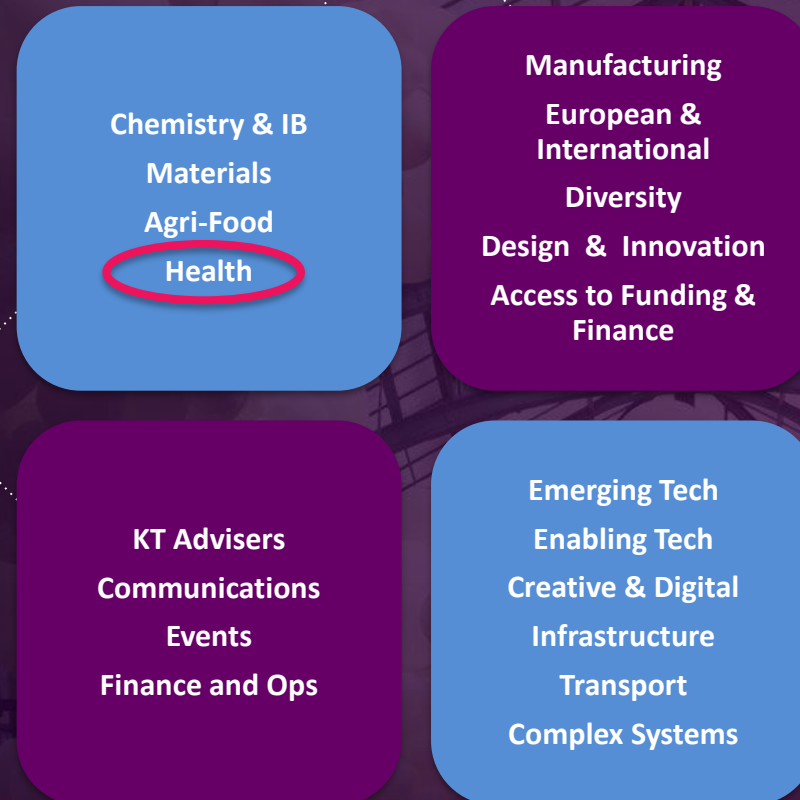 Chemistry & IB
Materials
Agri-Food
Health
Manufacturing
European &
International
Diversity
Design & Innovation
Access to Funding &
Finance
KT Advisers
Communications
Events
Finance and Ops
Emerging Tech
Enabling Tech
Creative & Digital
Infrastructure
Transport
Complex Systems